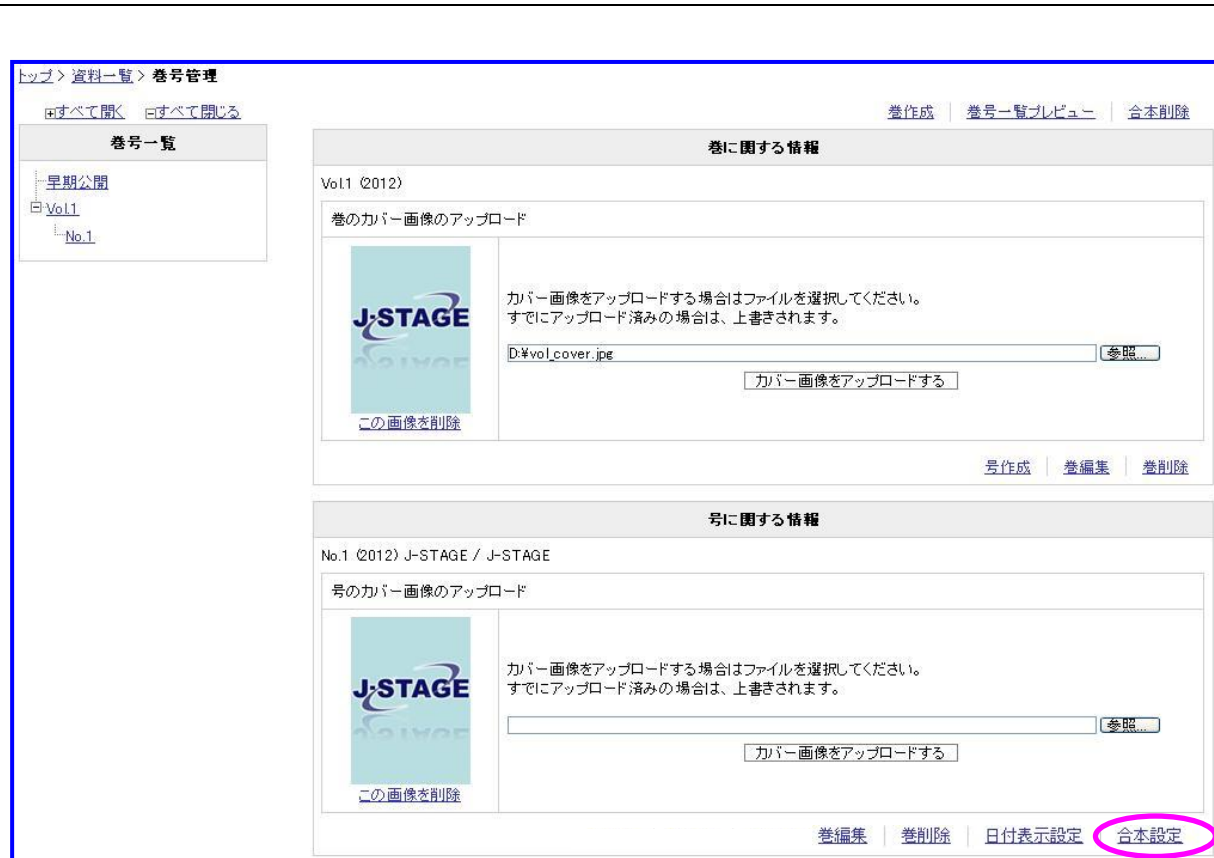 トップ > 資料一覧 > 巻号管理
すべて開く すべて閉じる
巻作成 | 巻号一覧プレビュー | 合本削除
巻号一覧
早期公開
Vol.1
No.1
巻に関する情報
Vol.1 (2012)
巻のカバー画像のアップロード
J-STAGE
この画像を削除
カバー画像をアップロードする場合はファイルを選択してください。
すでにアップロード済みの場合は、上書きされます。
D:¥vol_cover.jpg 参照...
カバー画像をアップロードする
号作成 | 巻編集 | 巻削除
号に関する情報
No.1 (2012) J-STAGE / J-STAGE
号のカバー画像のアップロード
J-STAGE
この画像を削除
カバー画像をアップロードする場合はファイルを選択してください。
すでにアップロード済みの場合は、上書きされます。
参照...
カバー画像をアップロードする
巻編集 | 巻削除 | 日付表示設定 | 合本設定